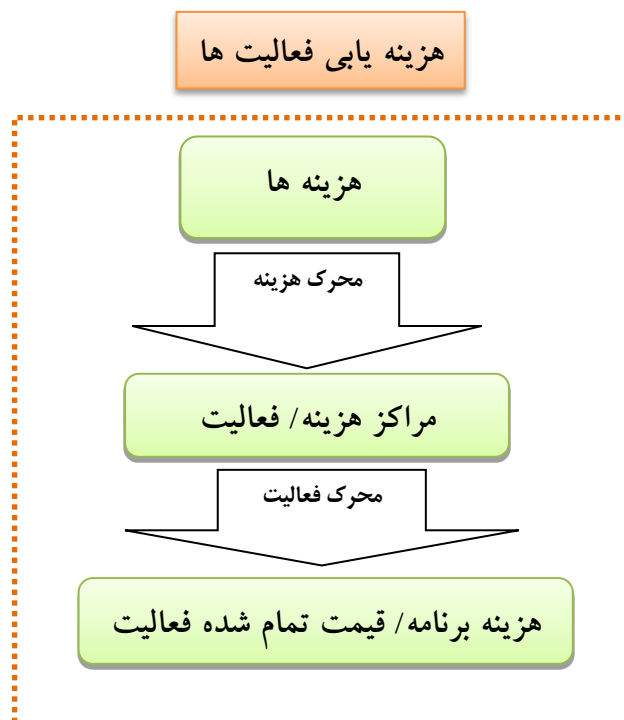 هزینه یابی فعالیت ها
هزینه ها
محرک هزینه
مراکز هزینه/ فعالیت
محرک فعالیت
هزینه برنامه/ قیمت تمام شده فعالیت